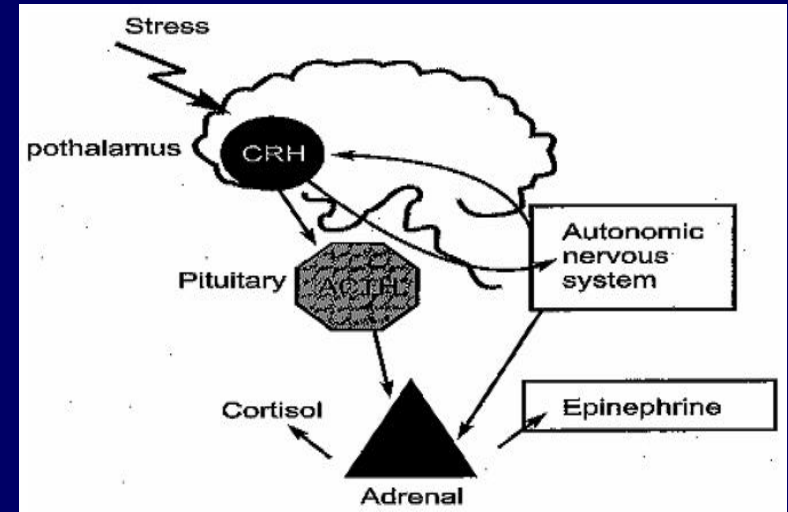 Stress
pothalamus
CRH
Autonomic
nervous
system
Pituitary
ACTH
Cortisol
Epinephrine
Adrenal